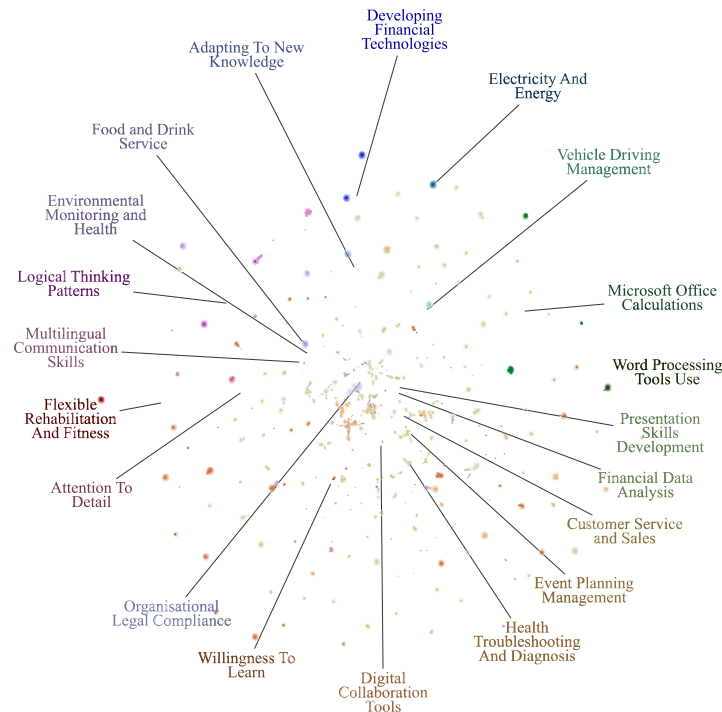 Developing
Financial
Technologies
Adapting To New
Knowledge
Electricity And
Energy
Food and Drink
Service
Vehicle Driving
Management
Environmental
Monitoring and
Health
Logical Thinking
Patterns
Microsoft Office
Calculations
Multilingual
Communication
Skills
Word Processing
Tools Use
Flexible
Rehabilitation
And Fitness
Presentation
Skills
Development
Attention To
Detail
Financial Data
Analysis
Customer Service
and Sales
Event Planning
Management
Organisational
Legal Compliance
Health
Troubleshooting
And Diagnosis
Willingness To
Learn
Digital
Collaboration
Tools